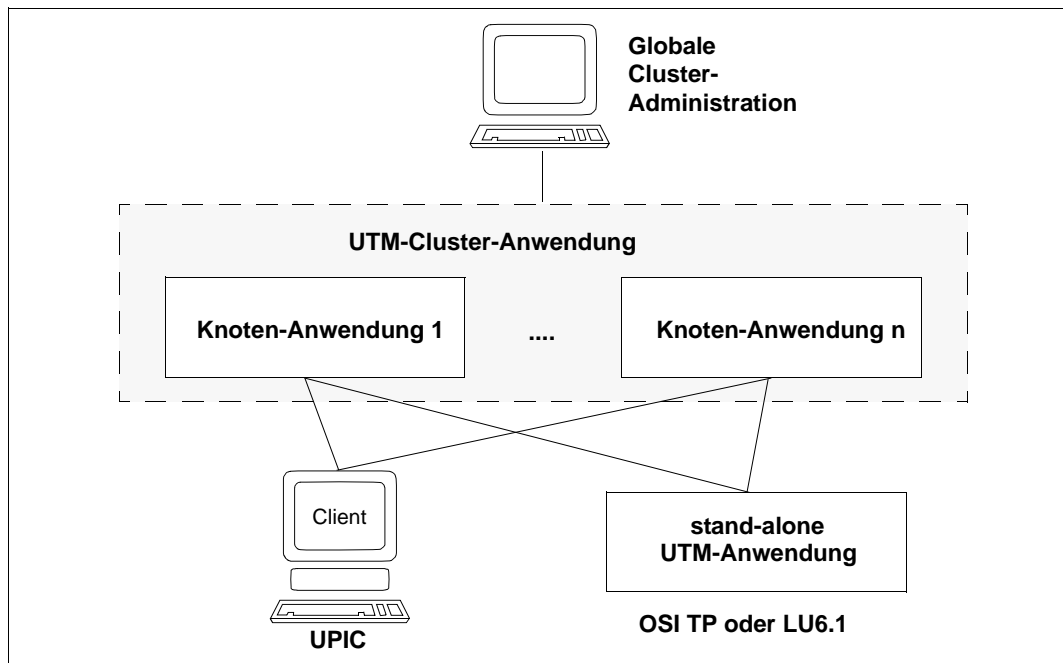 Globale
Cluster-
Administration
UTM-Cluster-Anwendung
Knoten-Anwendung 1
....
Knoten-Anwendung n
Client
stand-alone
UTM-Anwendung
UPIC
OSI TP oder LU6.1